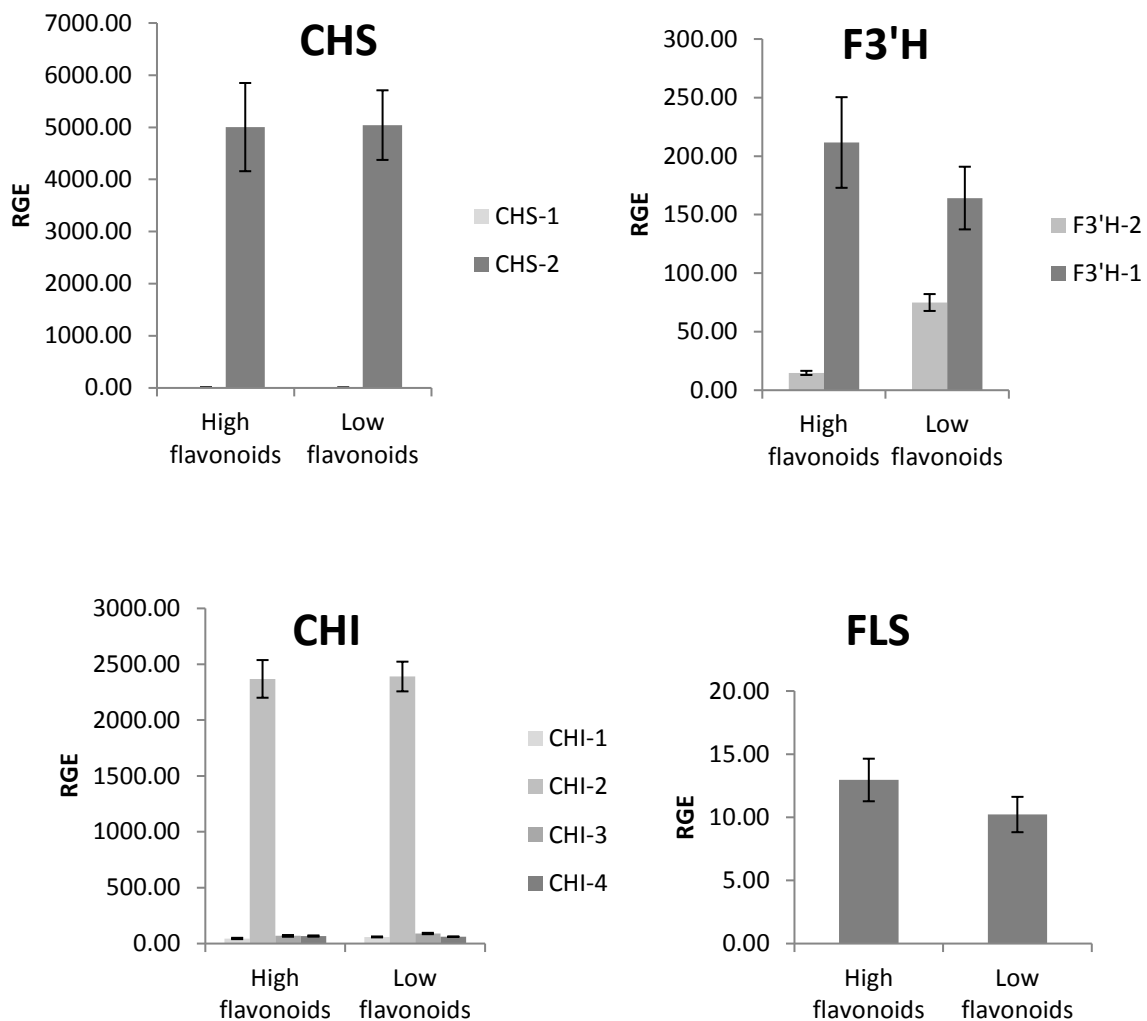 CHS
7000.00
6000.00
5000.00
4000.00
3000.00
2000.00
1000.00
0.00
RGE
High
flavonoids
Low
flavonoids
CHS-1
CHS-2
F3'H
300.00
250.00
200.00
150.00
100.00
50.00
0.00
RGE
High
flavonoids
Low
flavonoids
F3'H-2
F3'H-1
CHI
3000.00
2500.00
2000.00
1500.00
1000.00
500.00
0.00
RGE
High
flavonoids
Low
flavonoids
CHI-1
CHI-2
CHI-3
CHI-4
FLS
20.00
15.00
10.00
5.00
0.00
RGE
High
flavonoids
Low
flavonoids